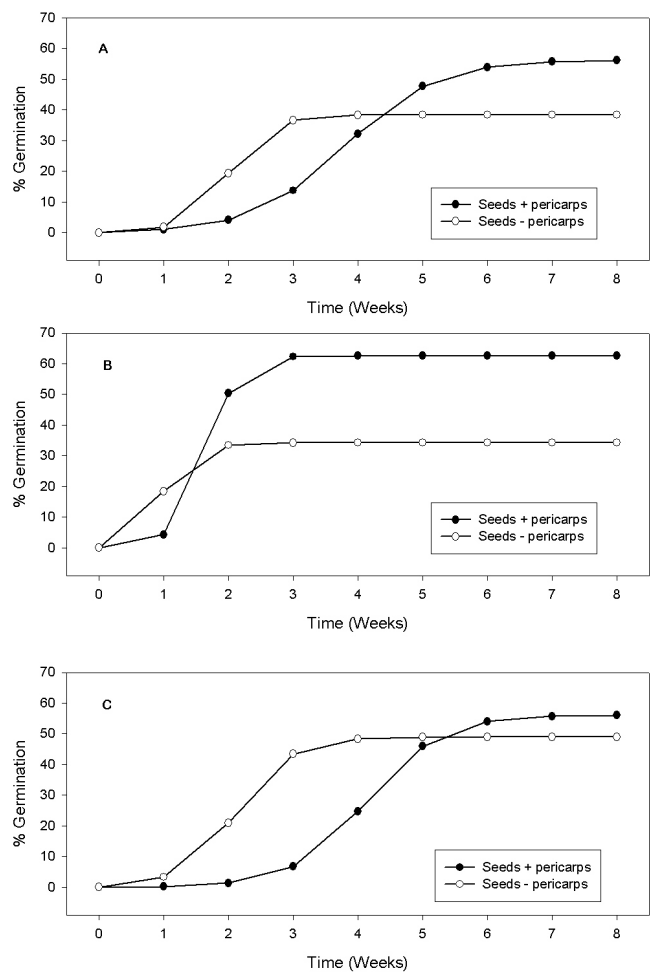 70
A
60
50
40
30
20
10
0
% Germination
Seeds + pericarps
Seeds - pericarps
0 1 2 3 4 5 6 7 8
Time (Weeks)
70
B
60
50
40
30
20
10
0
% Germination
Seeds + pericarps
Seeds - pericarps
0 1 2 3 4 5 6 7 8
Time (Weeks)
70
C
60
50
40
30
20
10
0
% Germination
Seeds + pericarps
Seeds - pericarps
0 1 2 3 4 5 6 7 8
Time (Weeks)